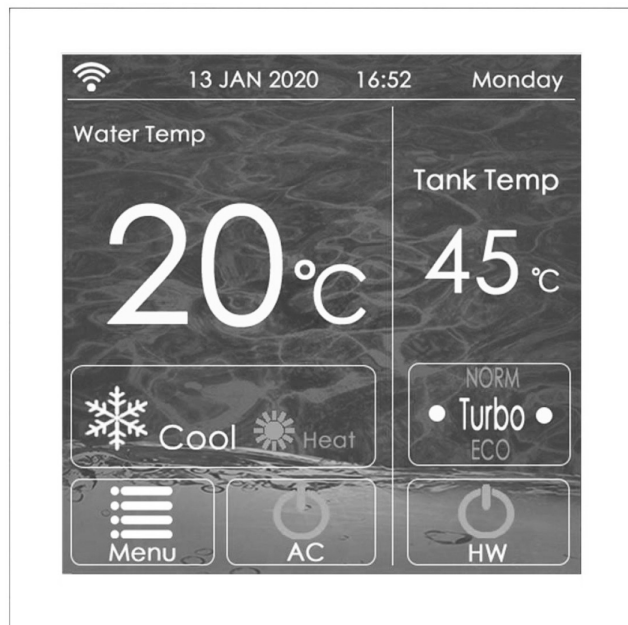 13 JAN 2020 16:52 Monday
Water Temp
20°C
Tank Temp
45°C
Cool Heat
NORM
Turbo
ECO
Menu
AC
HW